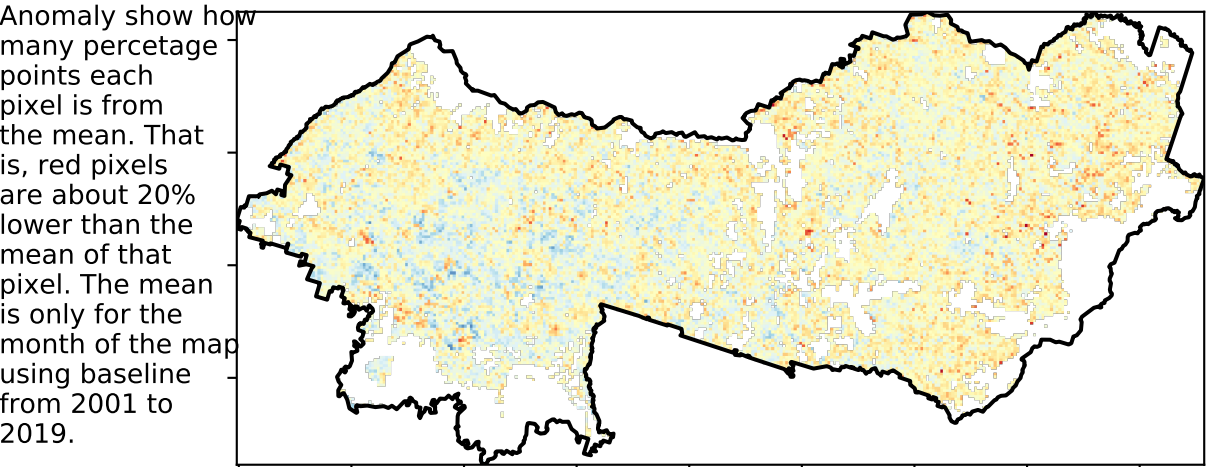 Anomaly show how
many percetage
points each
pixel is from
the mean. That
is, red pixels
are about 20%
lower than the
mean of that
pixel. The mean
is only for the
month of the map
using baseline
from 2001 to
2019.